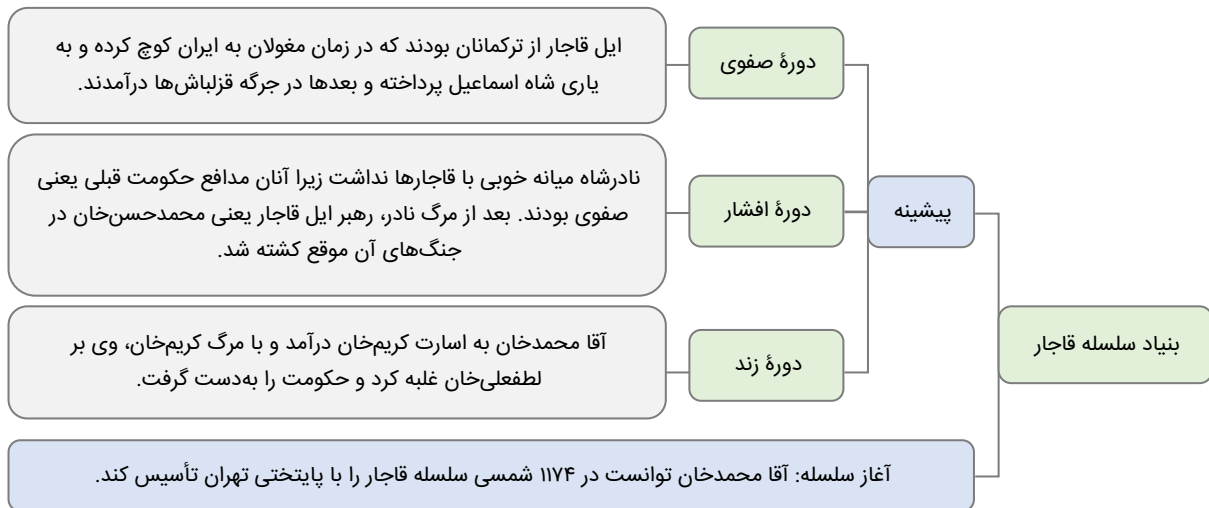 بنیاد سلسله قاجار
پیشینه
دورهٔ صفوی
ایل قاجار از ترکمانان بودند که در زمان مغولان به ایران کوچ کرده و به
یاری شاه اسماعیل پرداخته و بعدها در جرگه قزلباش‌ها درآمدند.
دورهٔ افشار
نادرشاه میانه خوبی با قاجارها نداشت زیرا آنان مدافع حکومت قبلی یعنی
صفوی بودند. بعد از مرگ نادر، رهبر ایل قاجار یعنی محمدحسن‌خان در
جنگ‌های آن موقع کشته شد.
دورهٔ زند
آقا محمدخان به اسارت کریم‌خان درآمد و با مرگ کریم‌خان، وی بر
لطفعلی‌خان غلبه کرد و حکومت را به‌دست گرفت.
آغاز سلسله: آقا محمدخان توانست در ۱۱۷۴ شمسی سلسله قاجار را با پایتختی تهران تأسیس کند.